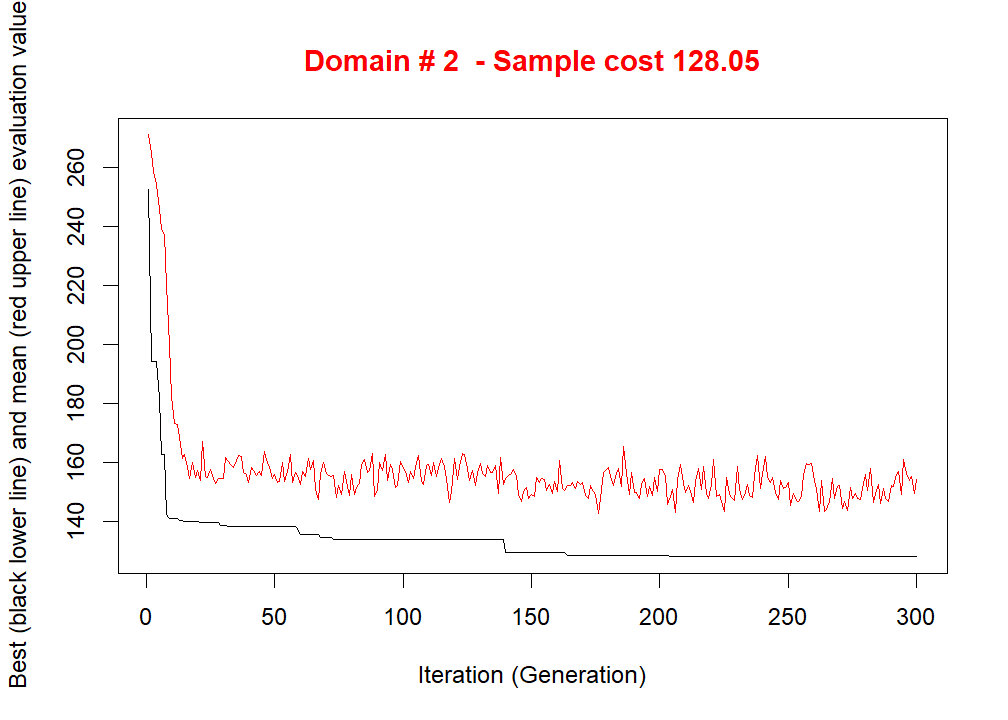 Domain # 2  - Sample cost 128.05
Best (black lower line) and mean (red upper line) evaluation value
260
240
220
200
180
160
140
0 50 100 150 200 250 300
Iteration (Generation)